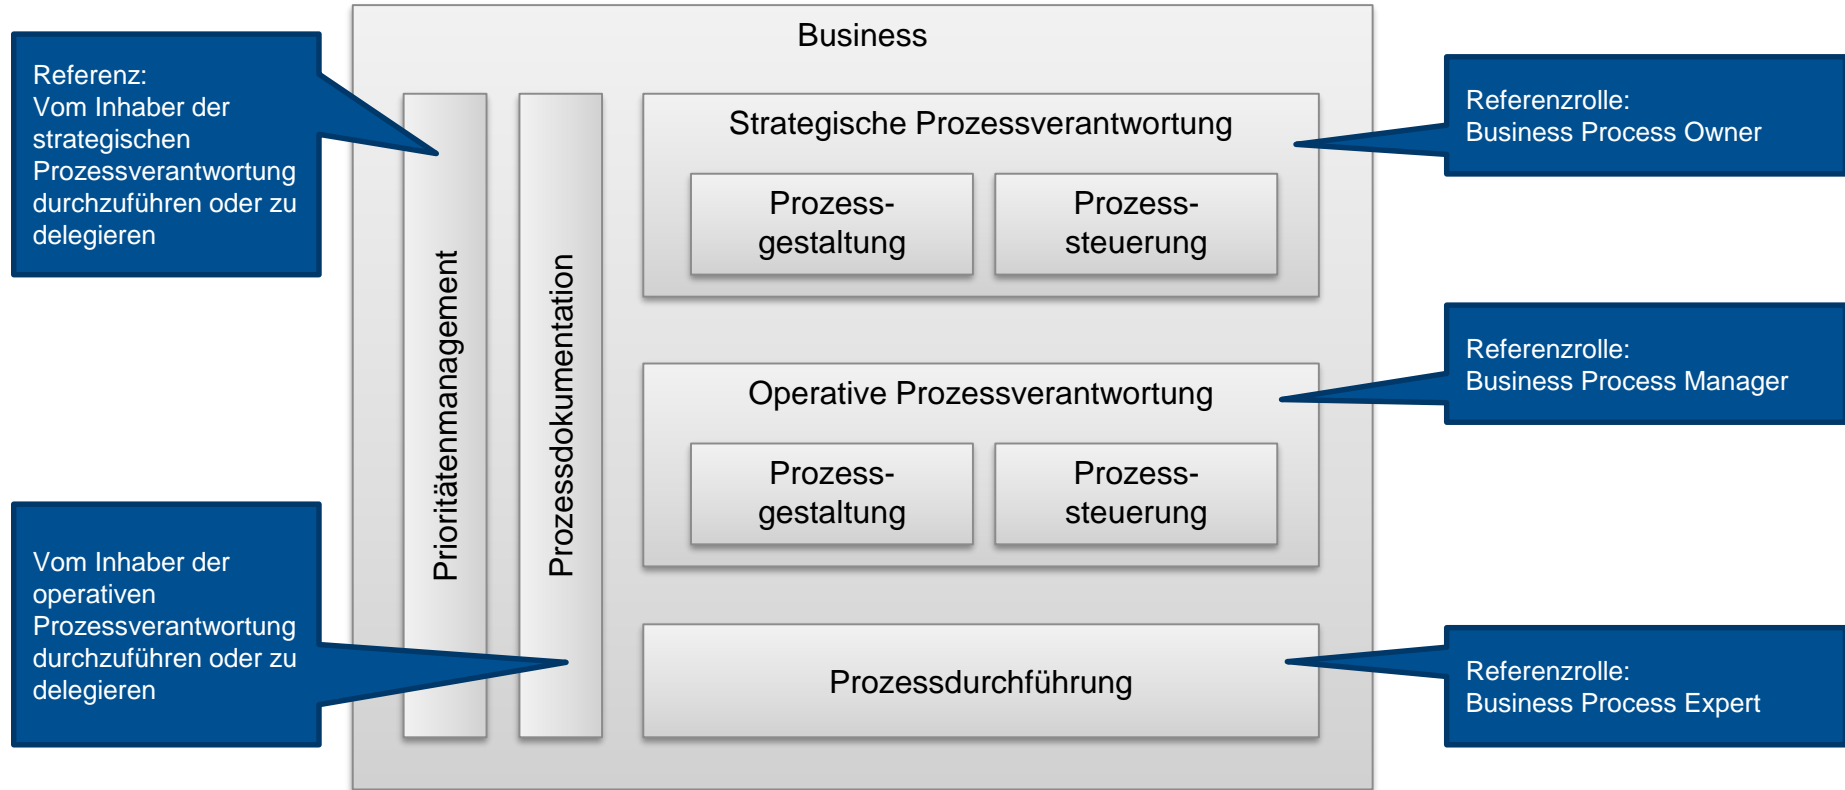 Business
Referenz:
Vom Inhaber der
strategischen
Prozessverantwortung
durchzuführen oder zu
delegieren
Vom Inhaber der
operativen
Prozessverantwortung
durchzuführen oder zu
delegieren
Prioritätenmanagement
Prozessdokumentation
Strategische Prozessverantwortung
Prozess-
gestaltung
Prozess-
steuerung
Operative Prozessverantwortung
Prozess-
gestaltung
Prozess-
steuerung
Prozessdurchführung
Referenzrolle:
Business Process Owner
Referenzrolle:
Business Process Manager
Referenzrolle:
Business Process Expert